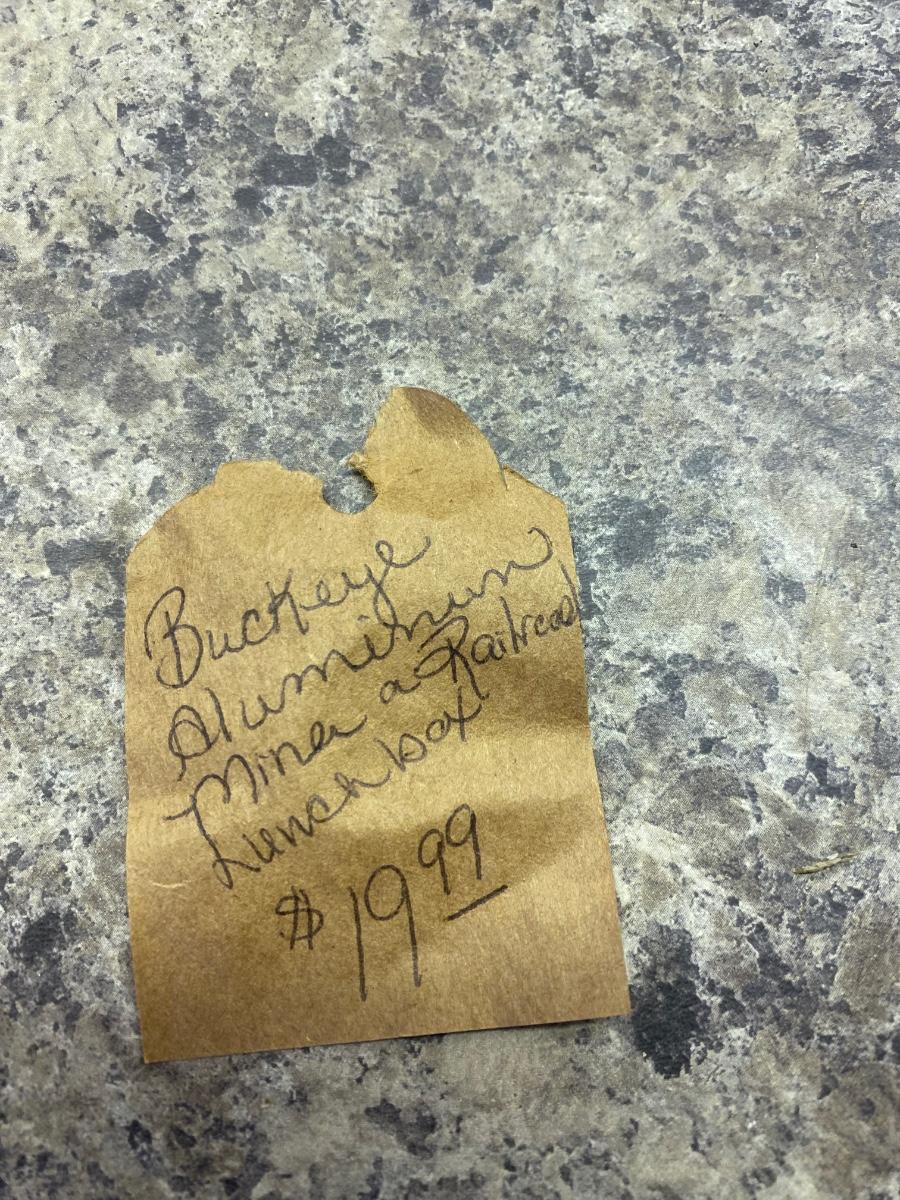 Buckeye
Aluminum
Miner a Railroad
Lunchbox
$19.99